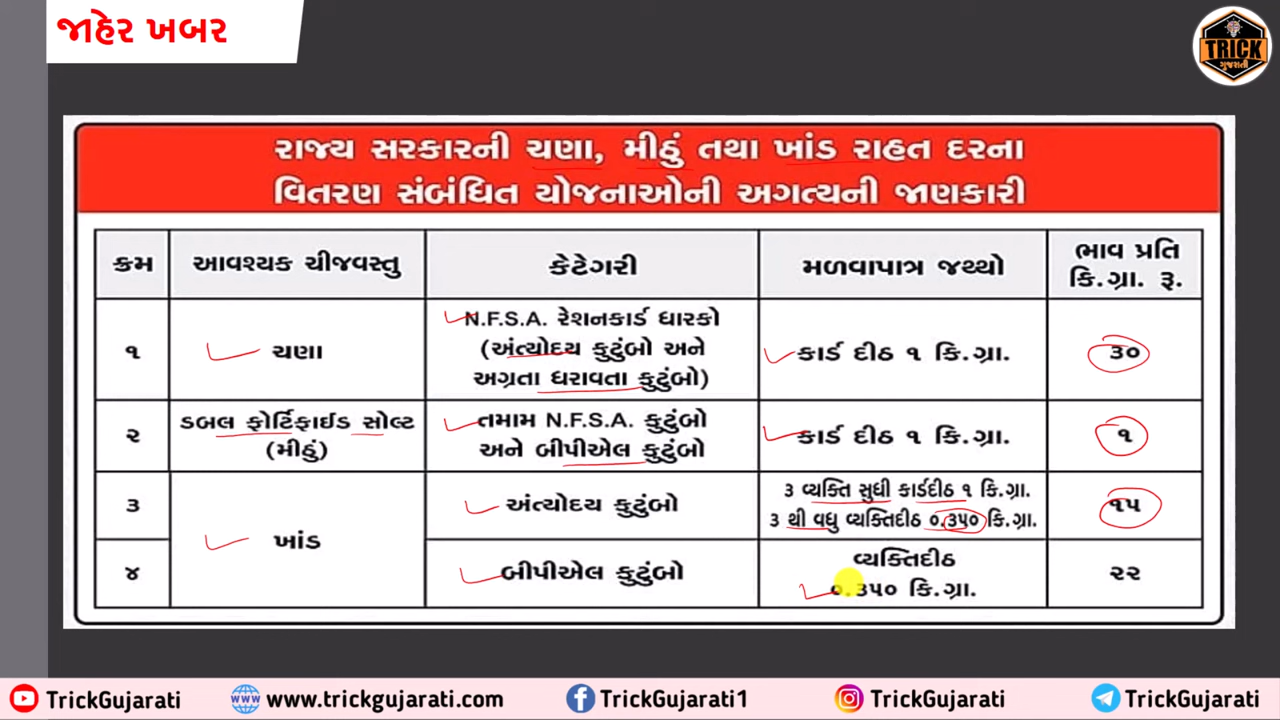 જાહેર ખબર
TRICK
ગુજરાતી
રાજ્ય સરકારની ચણા, મીઠું તથા ખાંડ રાહત દરના
વિતરણ સંબંધિત યોજનાઓની અગત્યની જાણકારી
ક્રમ
આવશ્યક ચીજવસ્તુ
કેટેગરી
મળવાપાત્ર જથ્થો
ભાવ પ્રતિ
કિ.ગ્રા. રૂ.
૧
ચણા
N.F.S.A. રેશનકાર્ડ ધારકો
(અંત્યોદય કુટુંબો અને
અગ્રતા ધરાવતા કુટુંબો)
કાર્ડ દીઠ ૧ કિ.ગ્રા.
૩૦
૨
ડબલ ફોર્ટિફાઈડ સોલ્ટ
(મીઠું)
તમામ N.F.S.A. કુટુંબો
અને બીપીએલ કુટુંબો
કાર્ડ દીઠ ૧ કિ.ગ્રા.
૧
૩
ખાંડ
અંત્યોદય કુટુંબો
૩ વ્યક્તિ સુધી કાર્ડદીઠ ૧ કિ.ગ્રા.
૩ થી વધુ વ્યક્તિદીઠ ૦.૩૫૦ કિ.ગ્રા.
૧૫
૪
બીપીએલ કુટુંબો
વ્યક્તિદીઠ
૦.૩૫૦ કિ.ગ્રા.
૨૨
TrickGujarati
www.trickgujarati.com
TrickGujarati1
TrickGujarati
TrickGujarati